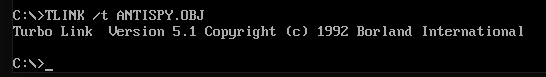 C:\>TLINK /t ANTISPY.OBJ
Turbo Link  Version 5.1 Copyright (c) 1992 Borland International
C:\>_